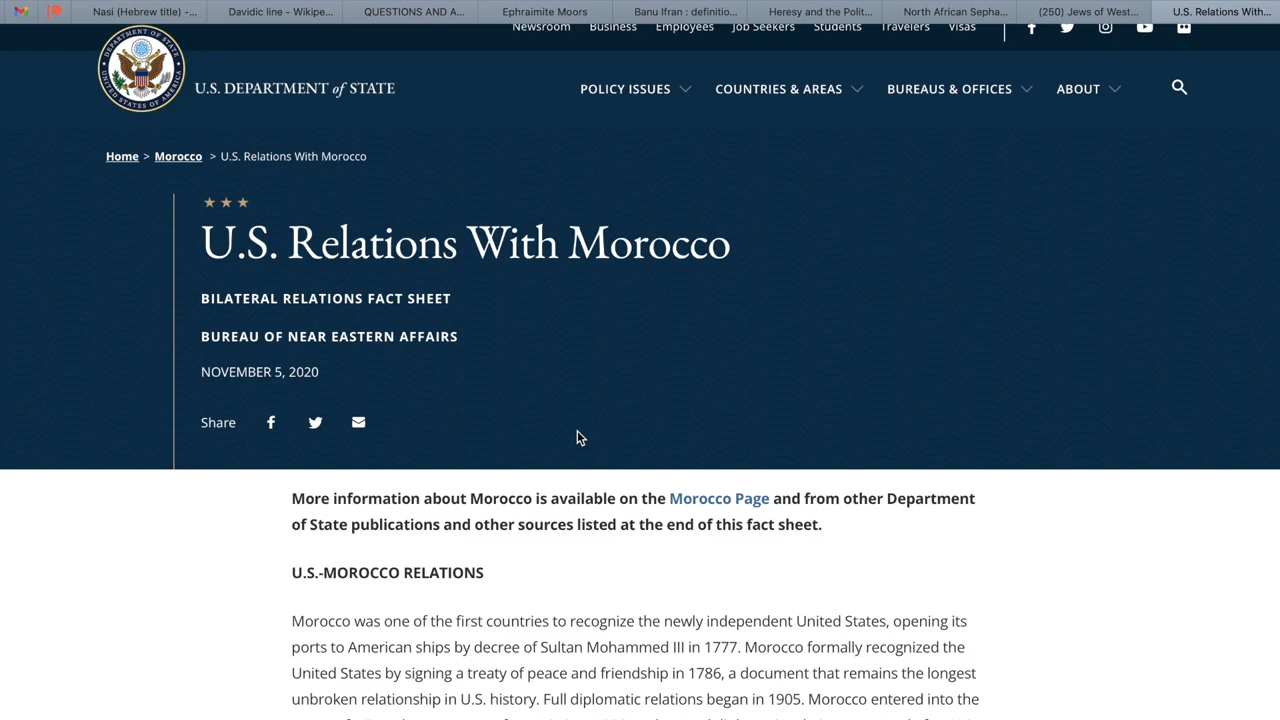 Nasi (Hebrew title) -...
Davidic line - Wikipe...
QUESTIONS AND A...
Ephraimite Moors
Banu Ifran : definitio...
Heresy and the Polit...
North African Sepha...
(250) Jews of West...
U.S. Relations With...
Newsroom Business Employees Job Seekers Students Travelers Visas
U.S. DEPARTMENT of STATE
POLICY ISSUES COUNTRIES & AREAS BUREAUS & OFFICES ABOUT
Home > Morocco > U.S. Relations With Morocco
U.S. Relations With Morocco
BILATERAL RELATIONS FACT SHEET
BUREAU OF NEAR EASTERN AFFAIRS
NOVEMBER 5, 2020
Share
More information about Morocco is available on the Morocco Page and from other Department
of State publications and other sources listed at the end of this fact sheet.
U.S.-MOROCCO RELATIONS
Morocco was one of the first countries to recognize the newly independent United States, opening its
ports to American ships by decree of Sultan Mohammed III in 1777. Morocco formally recognized the
United States by signing a treaty of peace and friendship in 1786, a document that remains the longest
unbroken relationship in U.S. history. Full diplomatic relations began in 1905. Morocco entered into the